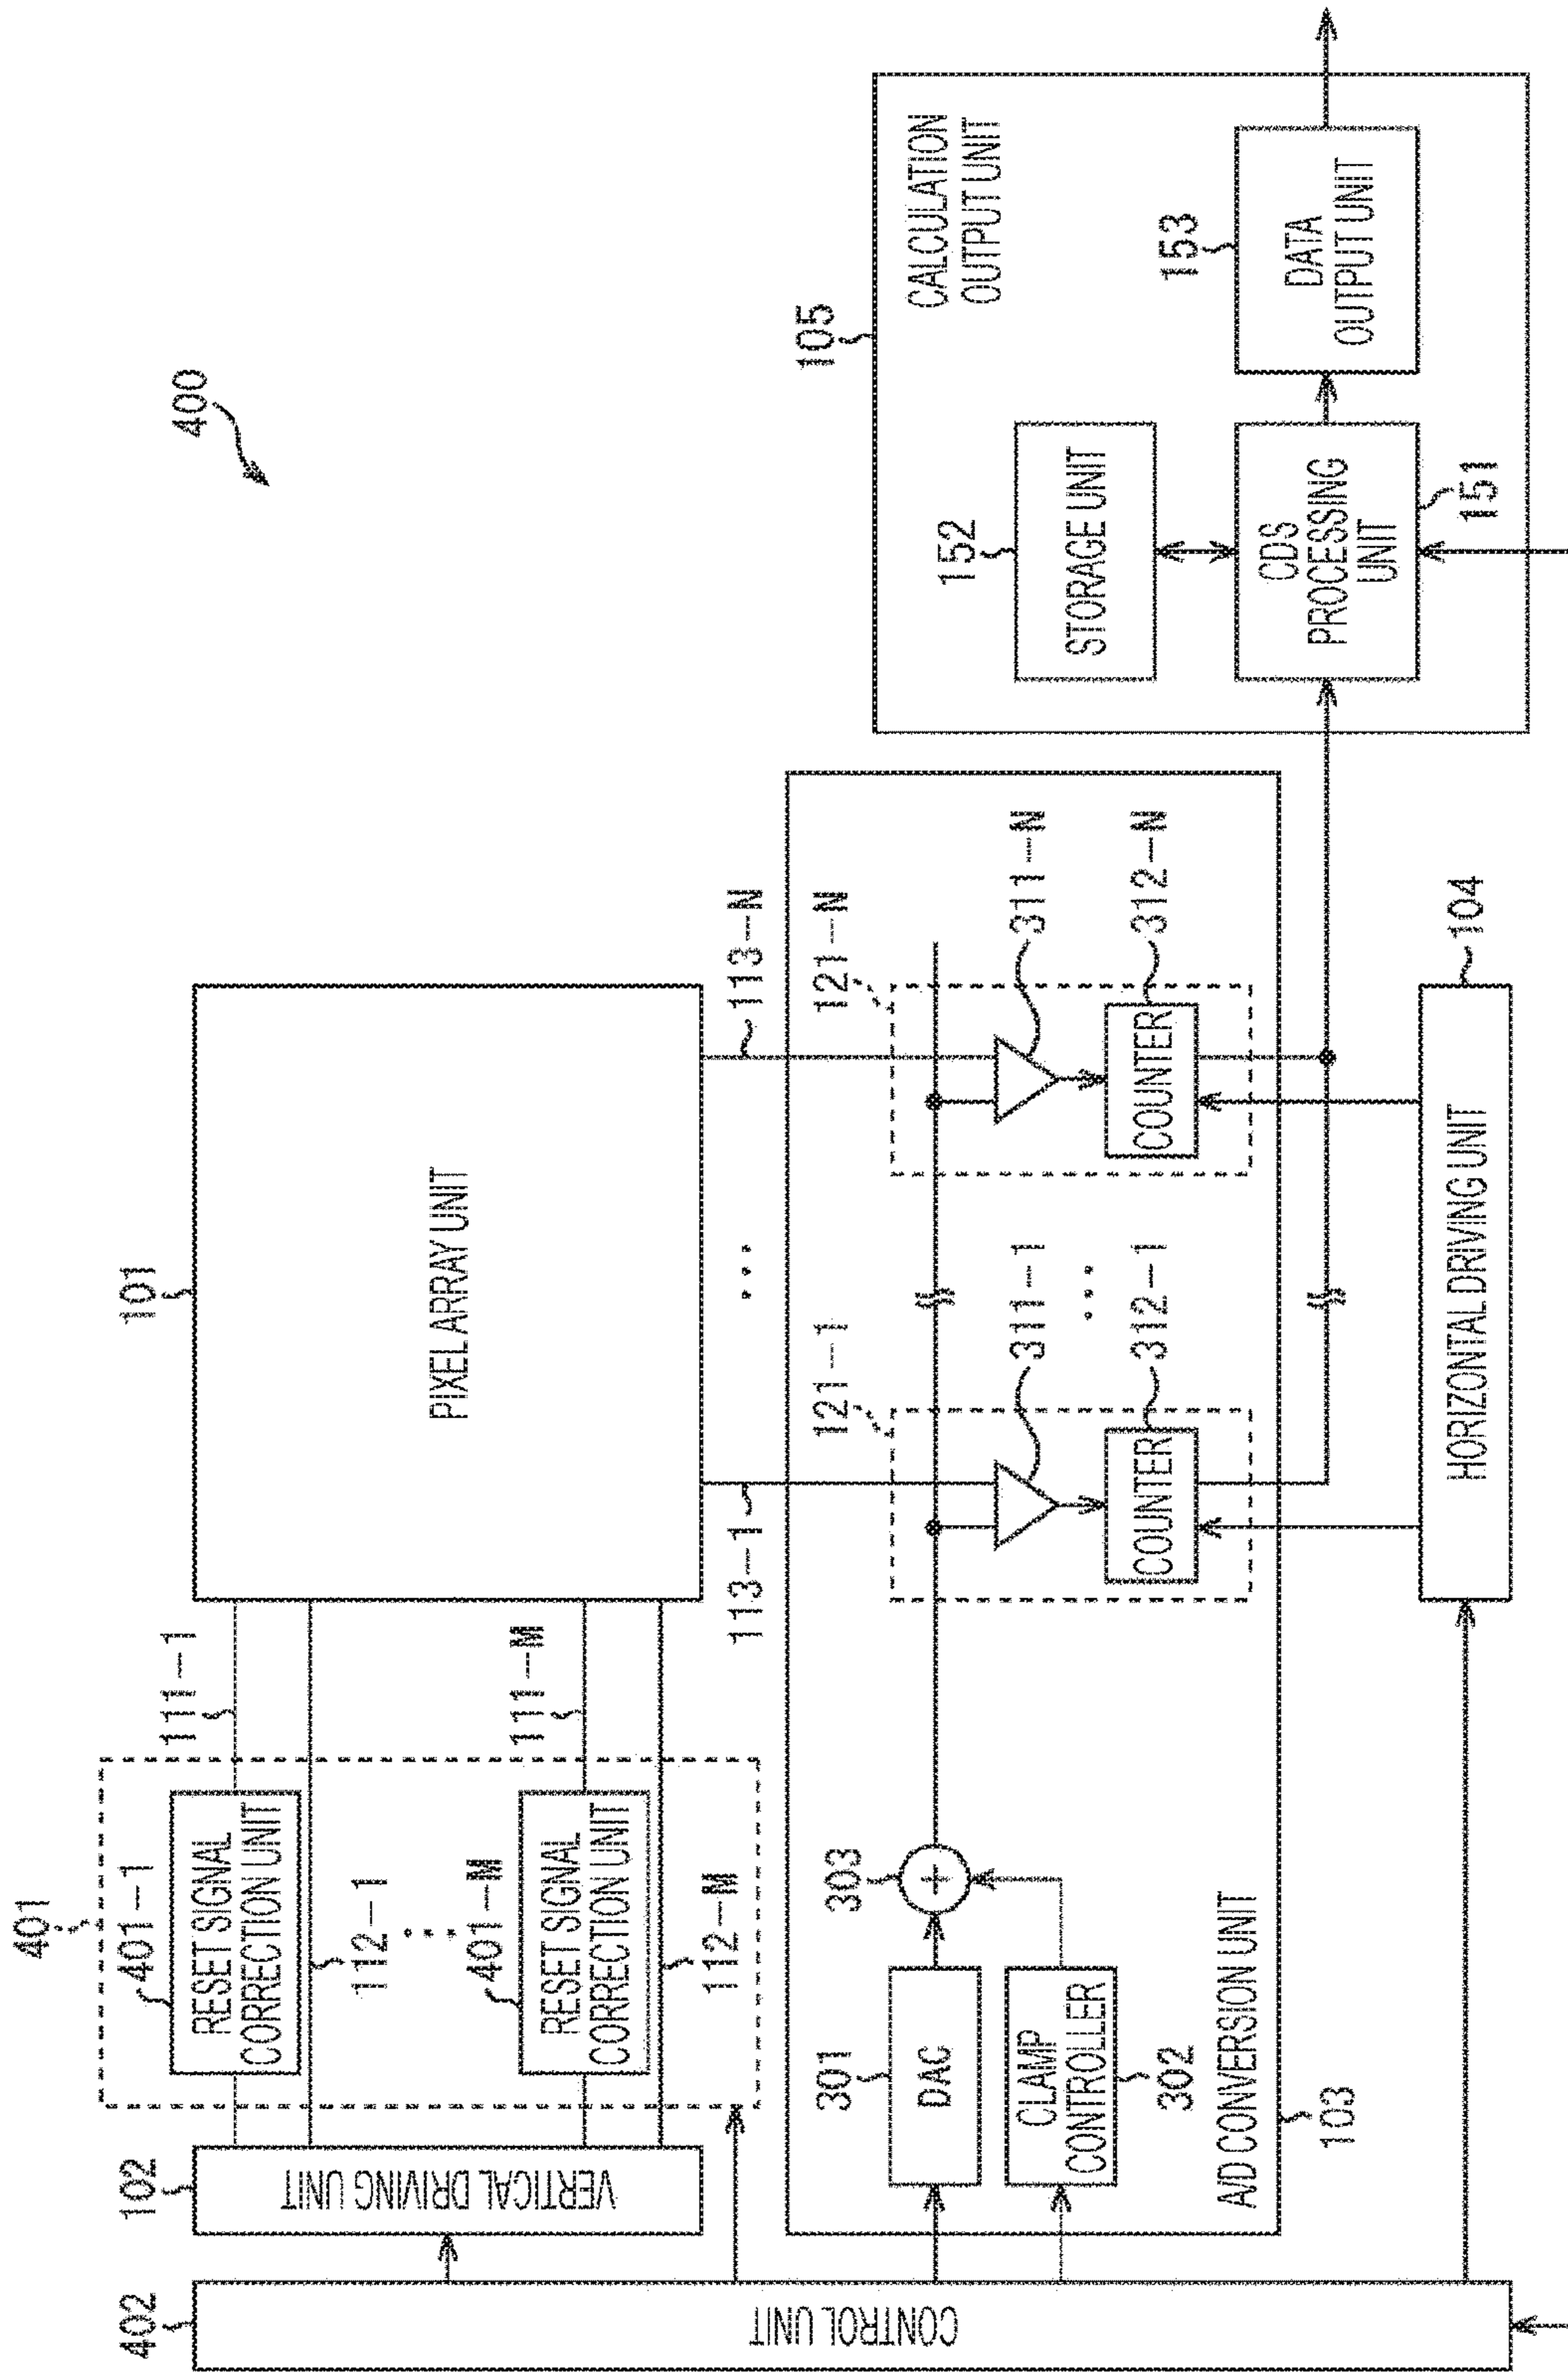 400
401
401-1
RESET SIGNAL
CORRECTION UNIT
111-1
112-1
...
401-M
RESET SIGNAL
CORRECTION UNIT
111-M
112-M
402
CONTROL UNIT
102
VERTICAL DRIVING UNIT
101
PIXEL ARRAY UNIT
113-1
...
113-N
301
DAC
CLAMP
CONTROLLER
302
303
+
121-1
311-1
COUNTER
312-1
...
121-N
311-N
COUNTER
312-N
A/D CONVERSION UNIT
103
HORIZONTAL DRIVING UNIT
104
105
CALCULATION
OUTPUT UNIT
152
STORAGE UNIT
CDS
PROCESSING
UNIT
151
153
DATA
OUTPUT UNIT